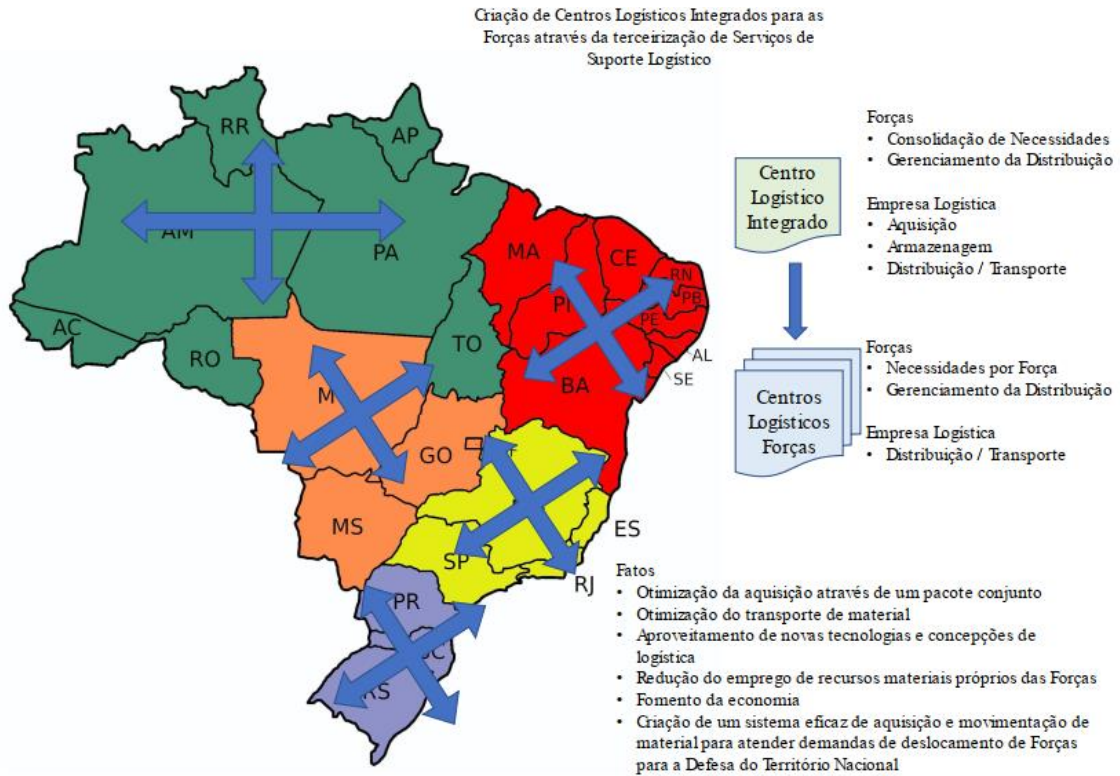 Criação de Centros Logísticos Integrados para as
Forças através da terceirização de Serviços de
Suporte Logístico
RR
AP
AM
PA
AC
RO
TO
MA
CE
RN
PB
PI
PE
AL
SE
BA
M
GO
MS
ES
SP
RJ
PR
SC
RS
Centro
Logístico
Integrado
Forças
• Consolidação de Necessidades
• Gerenciamento da Distribuição
Empresa Logística
• Aquisição
• Armazenagem
• Distribuição / Transporte
Centros
Logísticos
Forças
Forças
• Necessidades por Força
• Gerenciamento da Distribuição
Empresa Logística
• Distribuição / Transporte
Fatos
• Otimização da aquisição através de um pacote conjunto
• Otimização do transporte de material
• Aproveitamento de novas tecnologias e concepções de
logística
• Redução do emprego de recursos materiais próprios das Forças
• Fomento da economia
• Criação de um sistema eficaz de aquisição e movimentação de
material para atender demandas de deslocamento de Forças
para a Defesa do Território Nacional